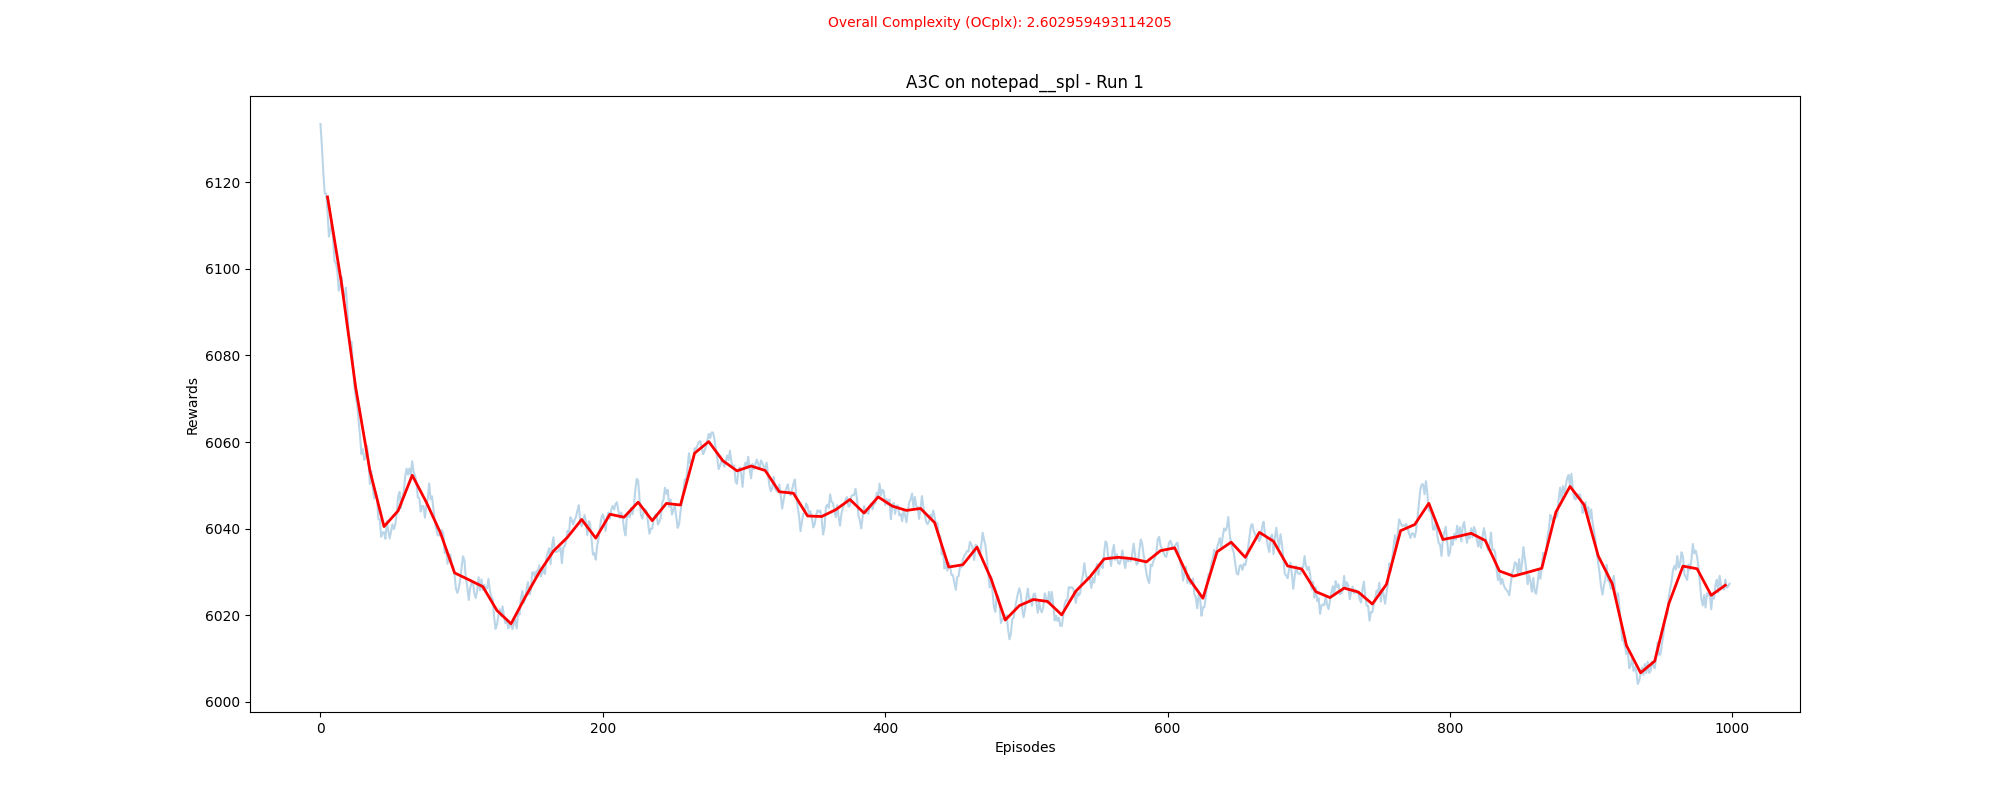 Overall Complexity (OCplx): 2.602959493114205
A3C on notepad__spl - Run 1
6120
6100
6080
6060
6040
6020
6000
Rewards
0 200 400 600 800 1000
Episodes